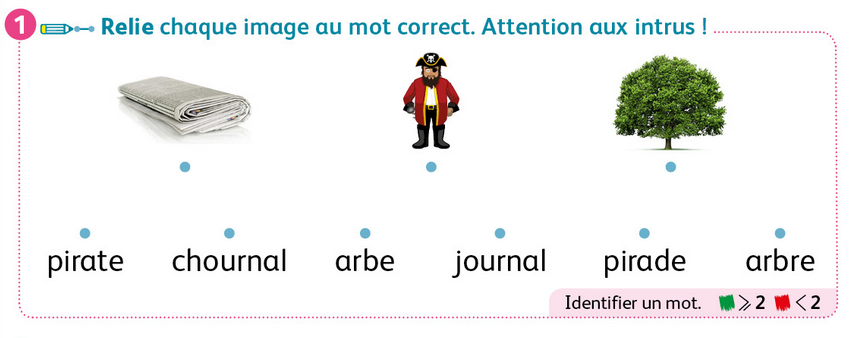 1 Relie chaque image au mot correct. Attention aux intrus !
pirate chournal arbe journal pirade arbre
Identifier un mot. ⩾ 2 < 2